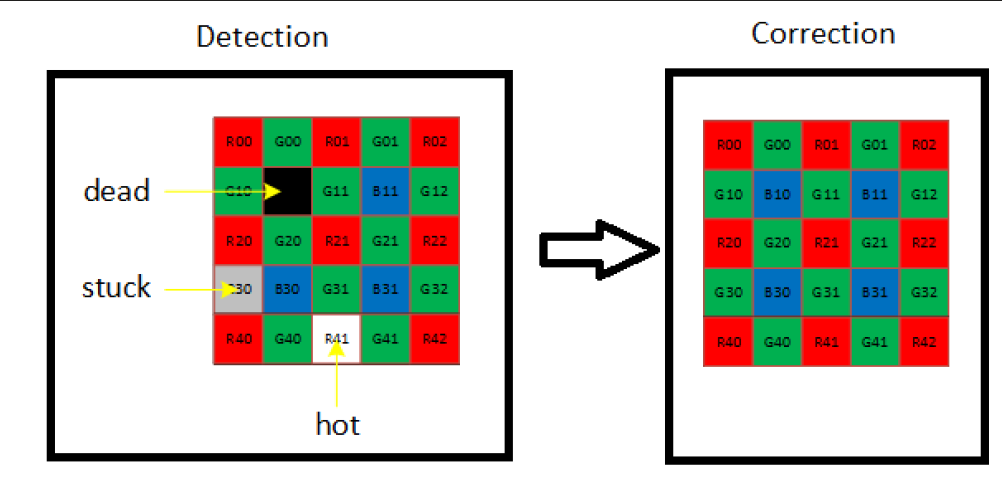 Detection
Correction
R00 G00 R01 G01 R02
G10 G11 B11 G12
dead
R20 G20 R21 G21 R22
stuck
30 B30 G31 B31 G32
R40 G40 R41 G41 R42
hot
R00 G00 R01 G01 R02
G10 B10 G11 B11 G12
R20 G20 R21 G21 R22
G30 B30 G31 B31 G32
R40 G40 R41 G41 R42